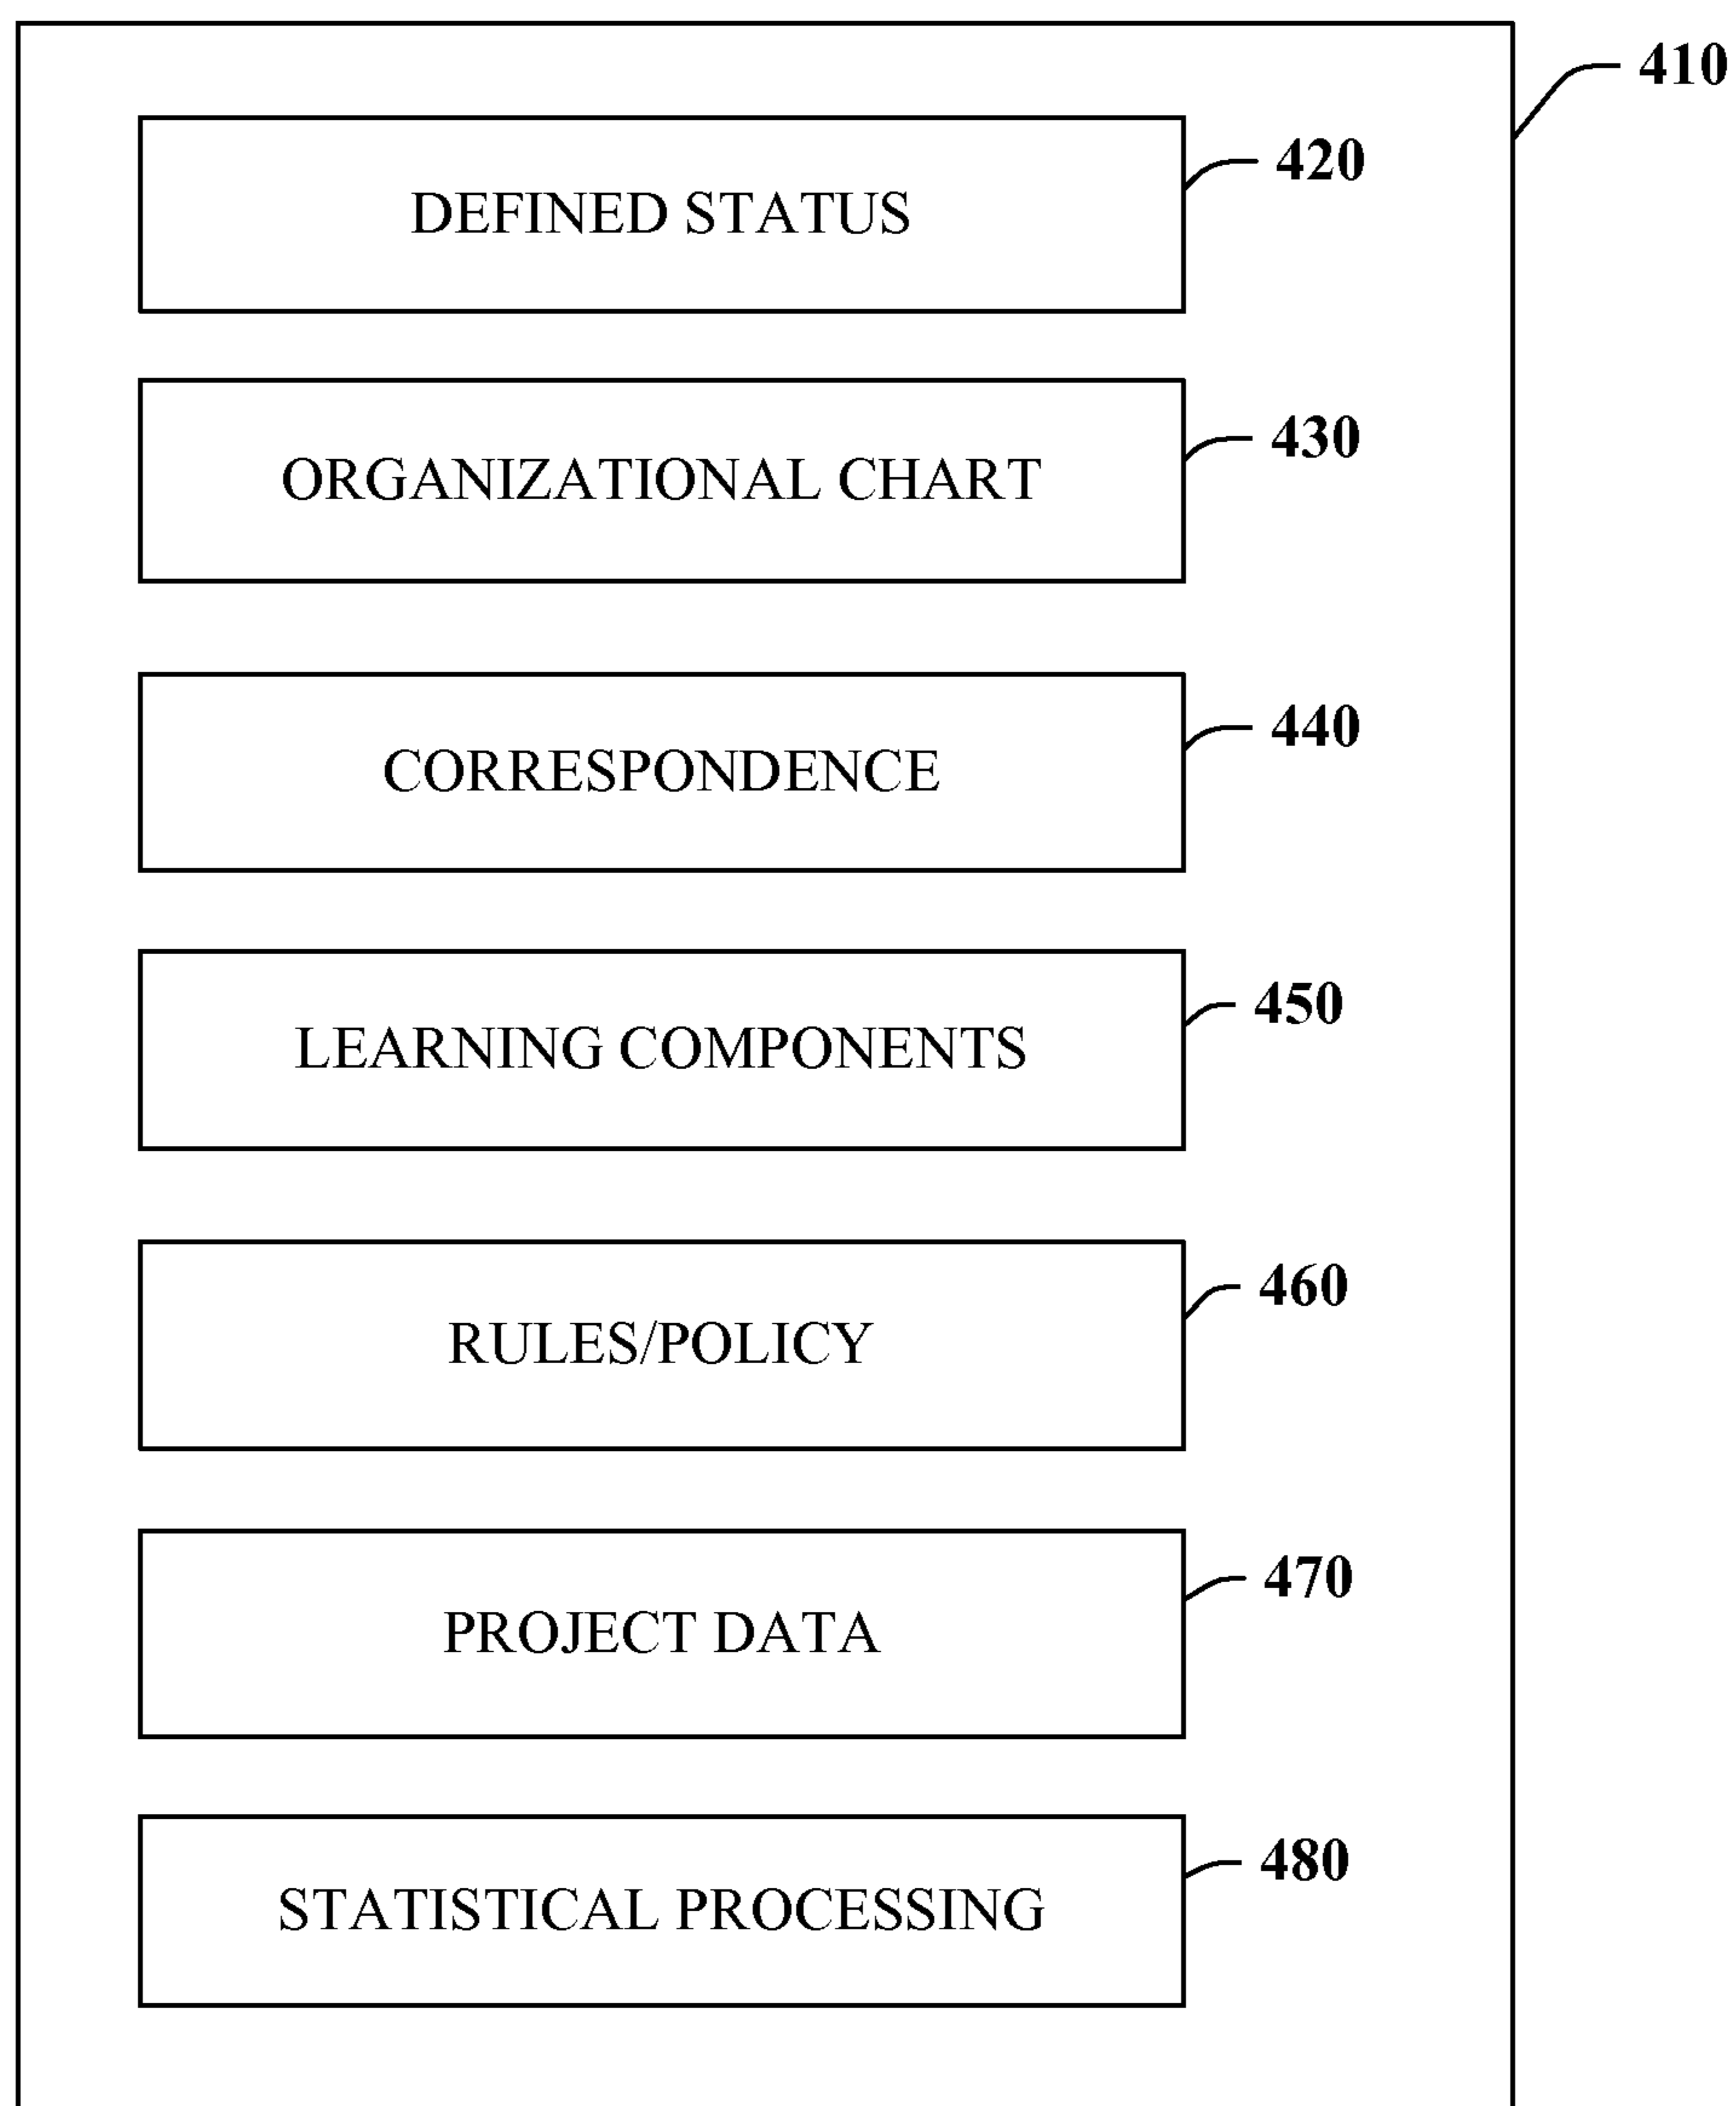 410
420
DEFINED STATUS
430
ORGANIZATIONAL CHART
440
CORRESPONDENCE
450
LEARNING COMPONENTS
460
RULES/POLICY
470
PROJECT DATA
480
STATISTICAL PROCESSING